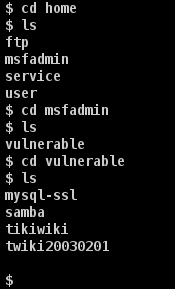 $ cd home
$ ls
ftp
msfadmin
service
user
$ cd msfadmin
$ ls
vulnerable
$ cd vulnerable
$ ls
mysql-ssl
samba
tikiwiki
twiki20030201
$